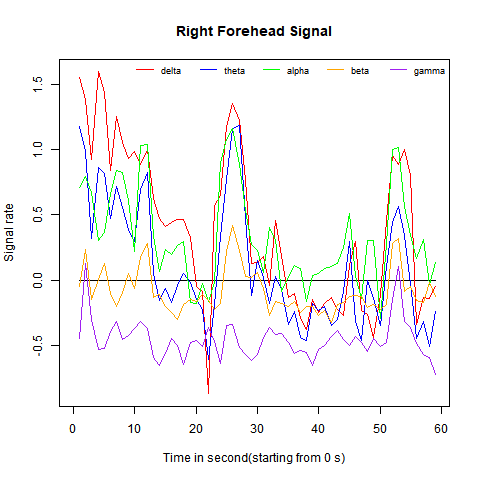 Right Forehead Signal
delta theta alpha beta gamma
1.5
1.0
0.5
0.0
-0.5
Signal rate
0 10 20 30 40 50 60
Time in second(starting from 0 s)